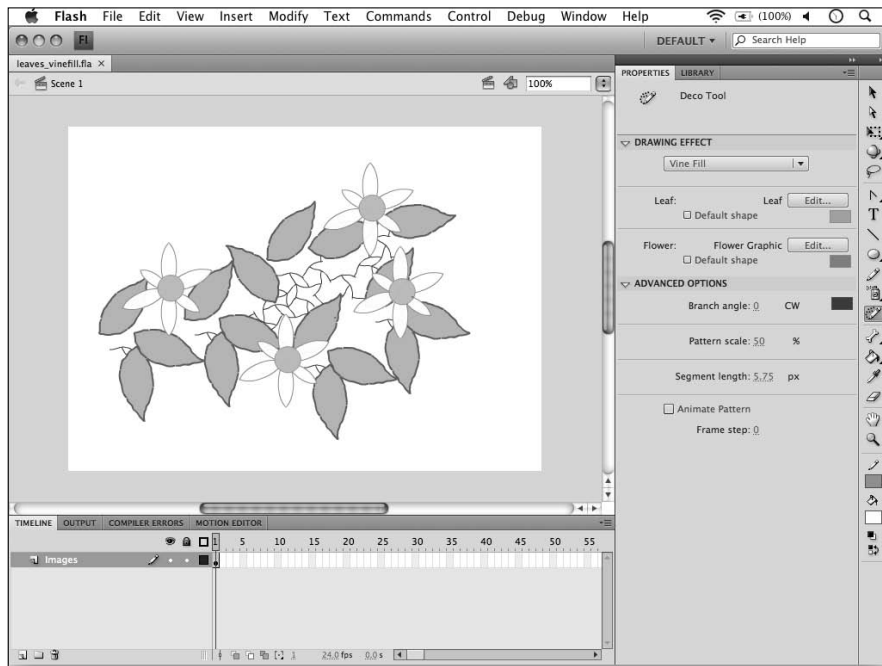 Flash File Edit View Insert Modify Text Commands Control Debug Window Help (100%)
Fl DEFAULT Search Help
leaves_vinefill.fla ×
Scene 1 100%
PROPERTIES LIBRARY
Deco Tool
DRAWING EFFECT
Vine Fill
Leaf: Leaf Edit...
Default shape
Flower: Flower Graphic Edit...
Default shape
ADVANCED OPTIONS
Branch angle: 0 CW
Pattern scale: 50 %
Segment length: 5.75 px
Animate Pattern
Frame step: 0
T
TIMELINE OUTPUT COMPILER ERRORS MOTION EDITOR
1 5 10 15 20 25 30 35 40 45 50 55
Images
1 24.0 fps 0.0 s